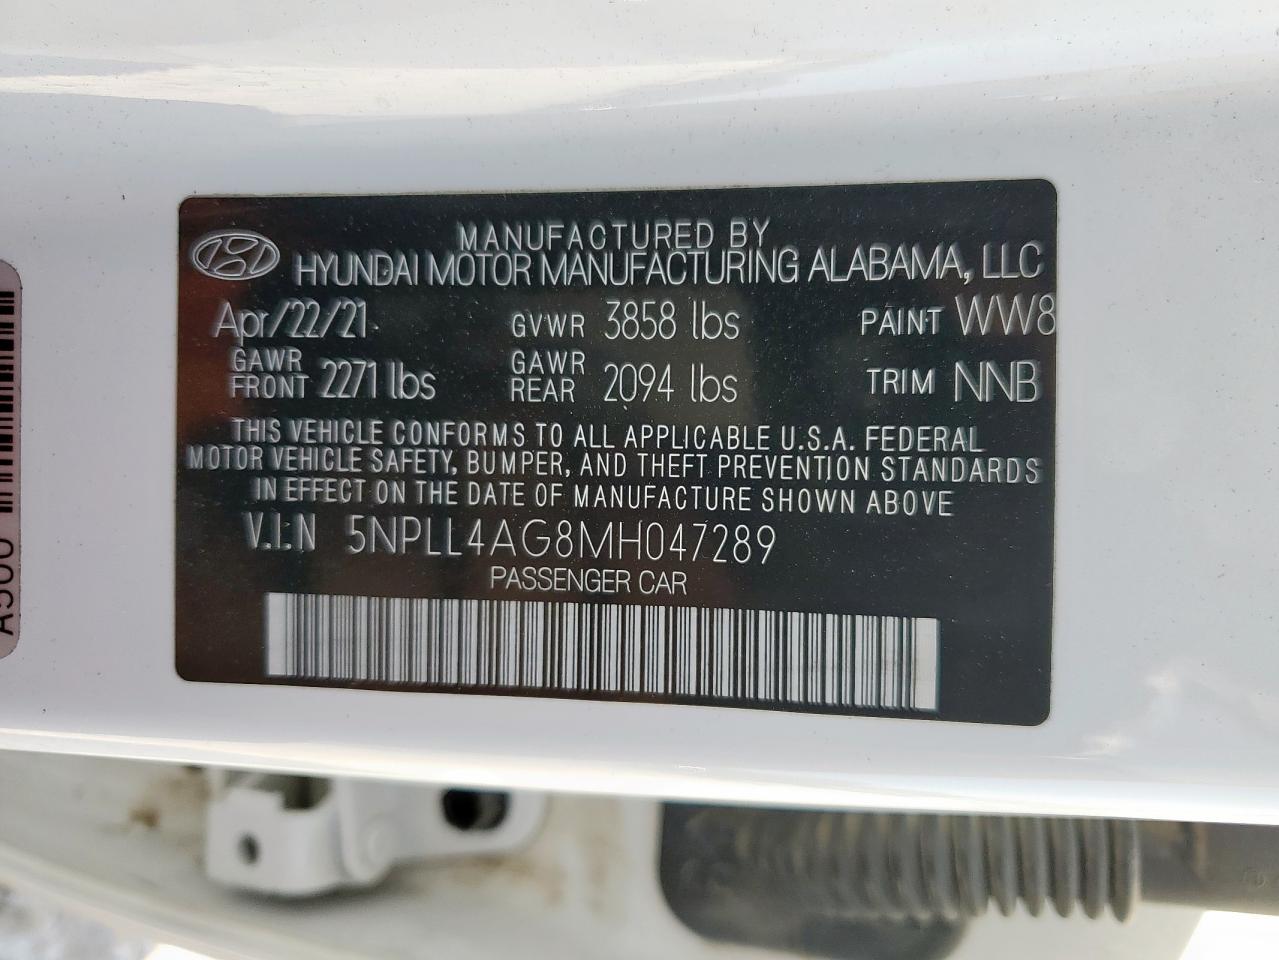 MANUFACTURED BY
HYUNDAI MOTOR MANUFACTURING ALABAMA, LLC
Apr/22/21 GVWR 3858 lbs PAINT WW8
GAWR FRONT 2271 lbs GAWR REAR 2094 lbs TRIM NNB
THIS VEHICLE CONFORMS TO ALL APPLICABLE U.S.A. FEDERAL
MOTOR VEHICLE SAFETY, BUMPER, AND THEFT PREVENTION STANDARDS
IN EFFECT ON THE DATE OF MANUFACTURE SHOWN ABOVE
V.I.N 5NPLL4AG8MH047289
PASSENGER CAR